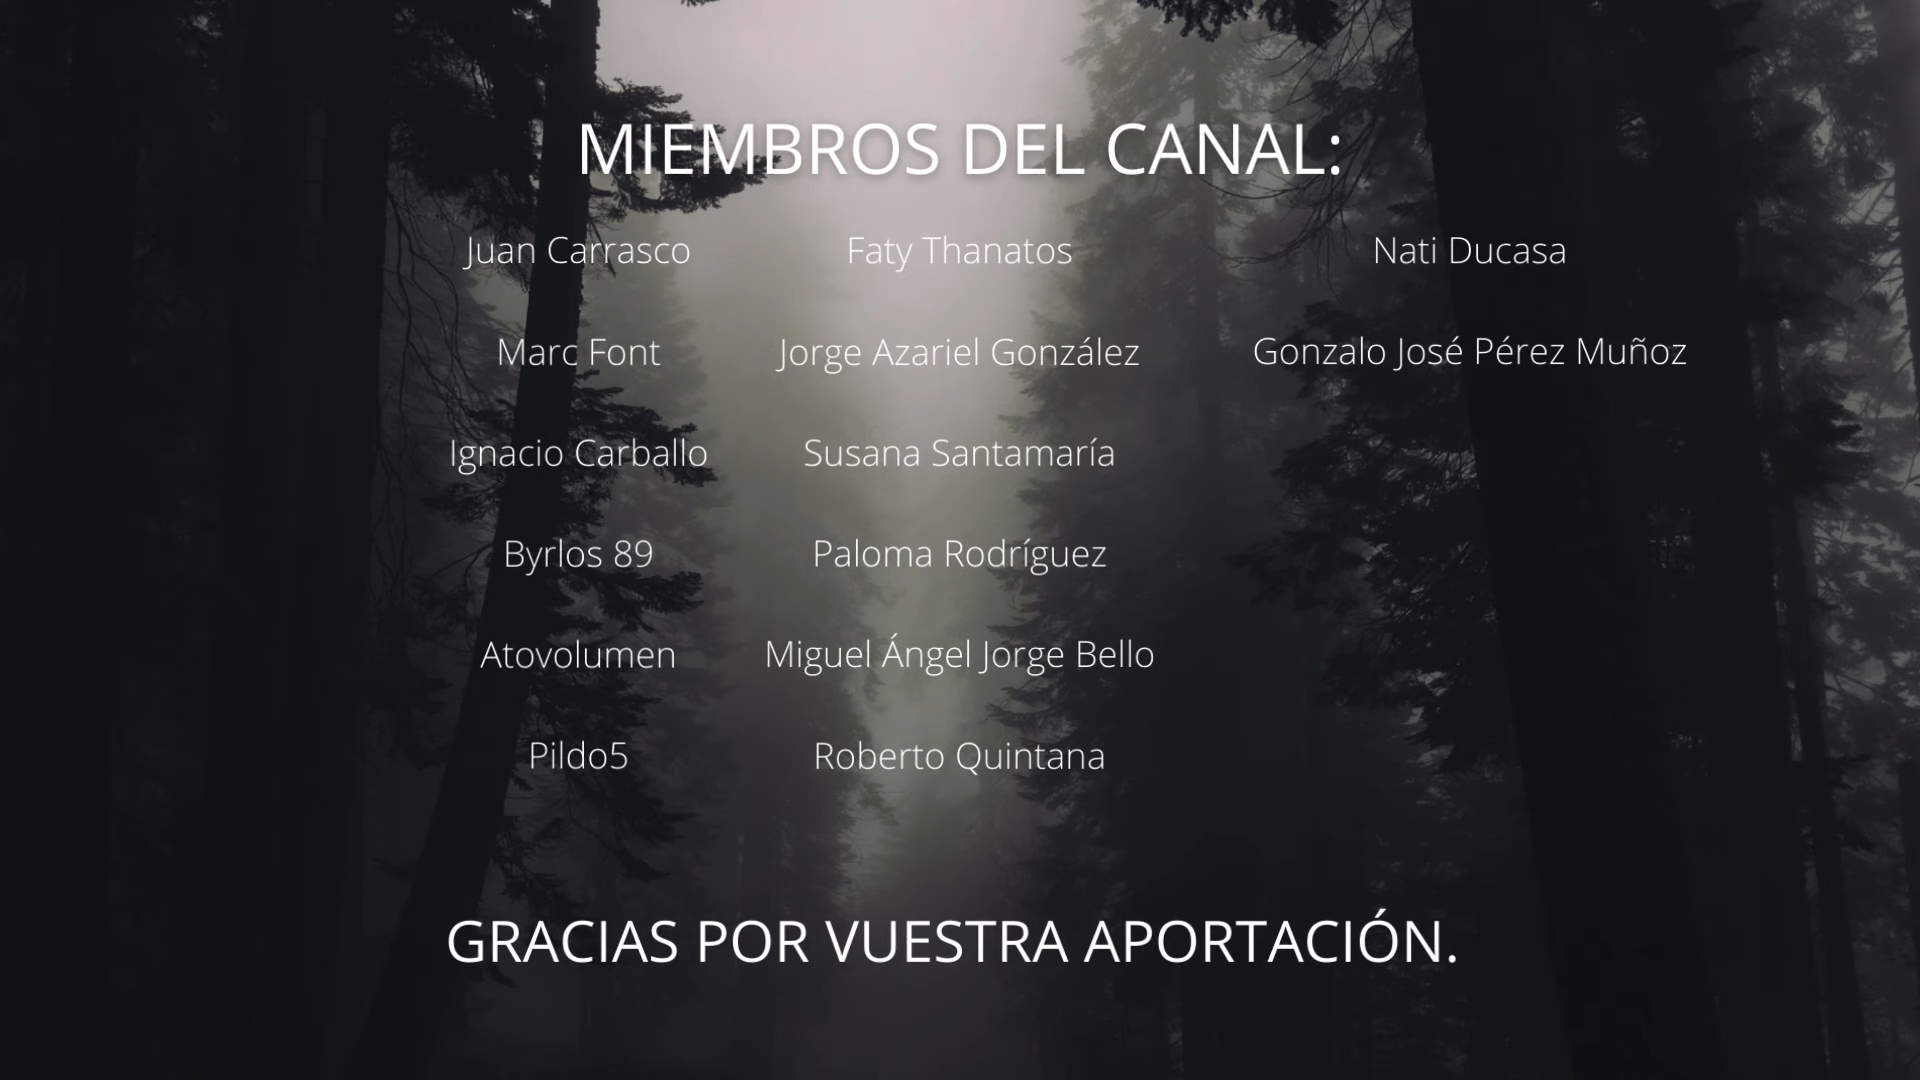 MIEMBROS DEL CANAL:
Juan Carrasco
Marc Font
Ignacio Carballo
Byrlos 89
Atovolumen
Pildo5
Faty Thanatos
Jorge Azariel González
Susana Santamaría
Paloma Rodríguez
Miguel Ángel Jorge Bello
Roberto Quintana
Nati Ducasa
Gonzalo José Pérez Muñoz
GRACIAS POR VUESTRA APORTACIÓN.